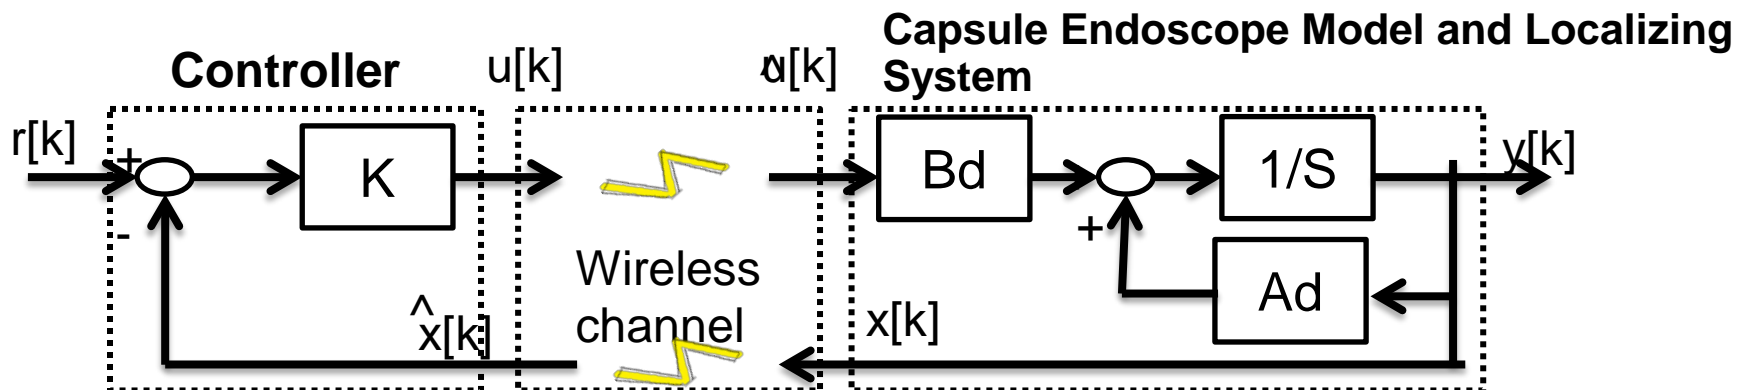 Capsule Endoscope Model and Localizing
System
Controller
u[k]
û[k]
r[k]
+
-
K
Bd
+
1/S
y[k]
Ad
Wireless
channel
x̂[k]
x[k]